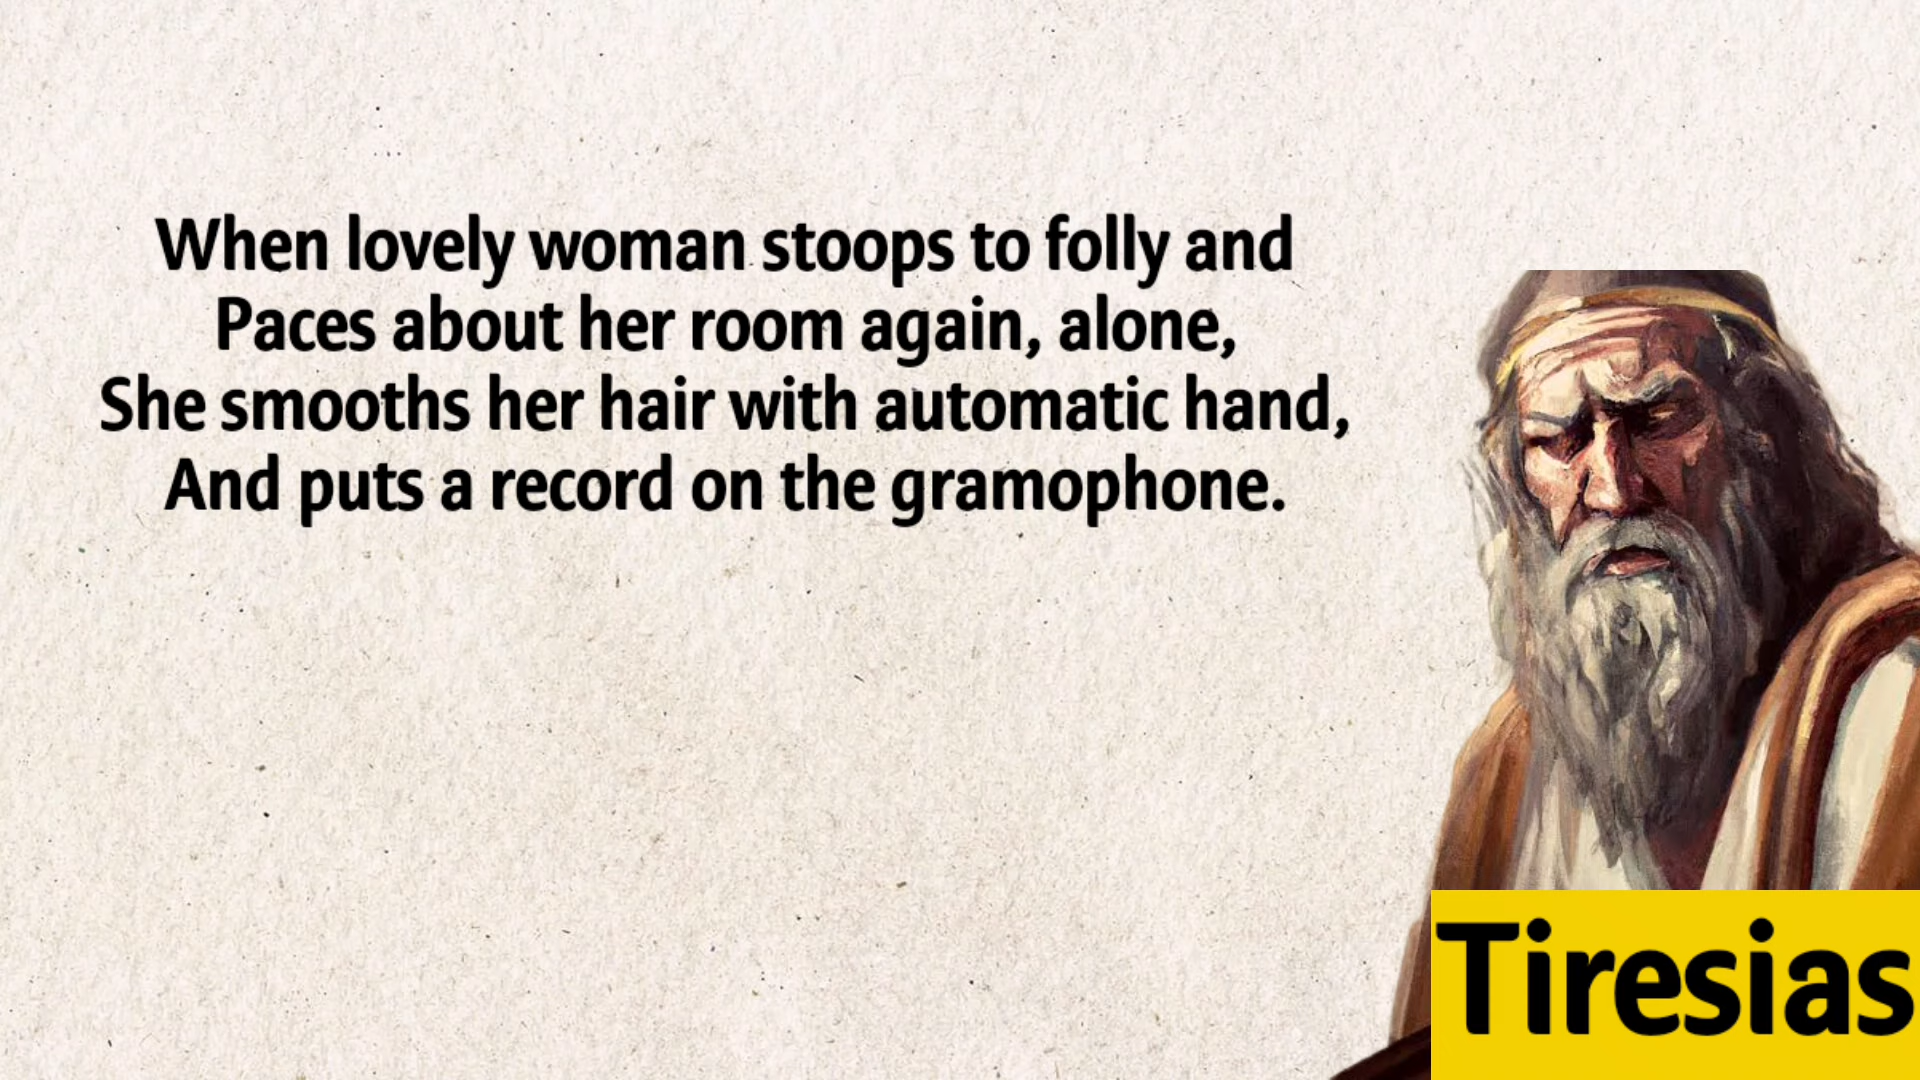 When lovely woman stoops to folly and
Paces about her room again, alone,
She smooths her hair with automatic hand,
And puts a record on the gramophone.
Tiresias